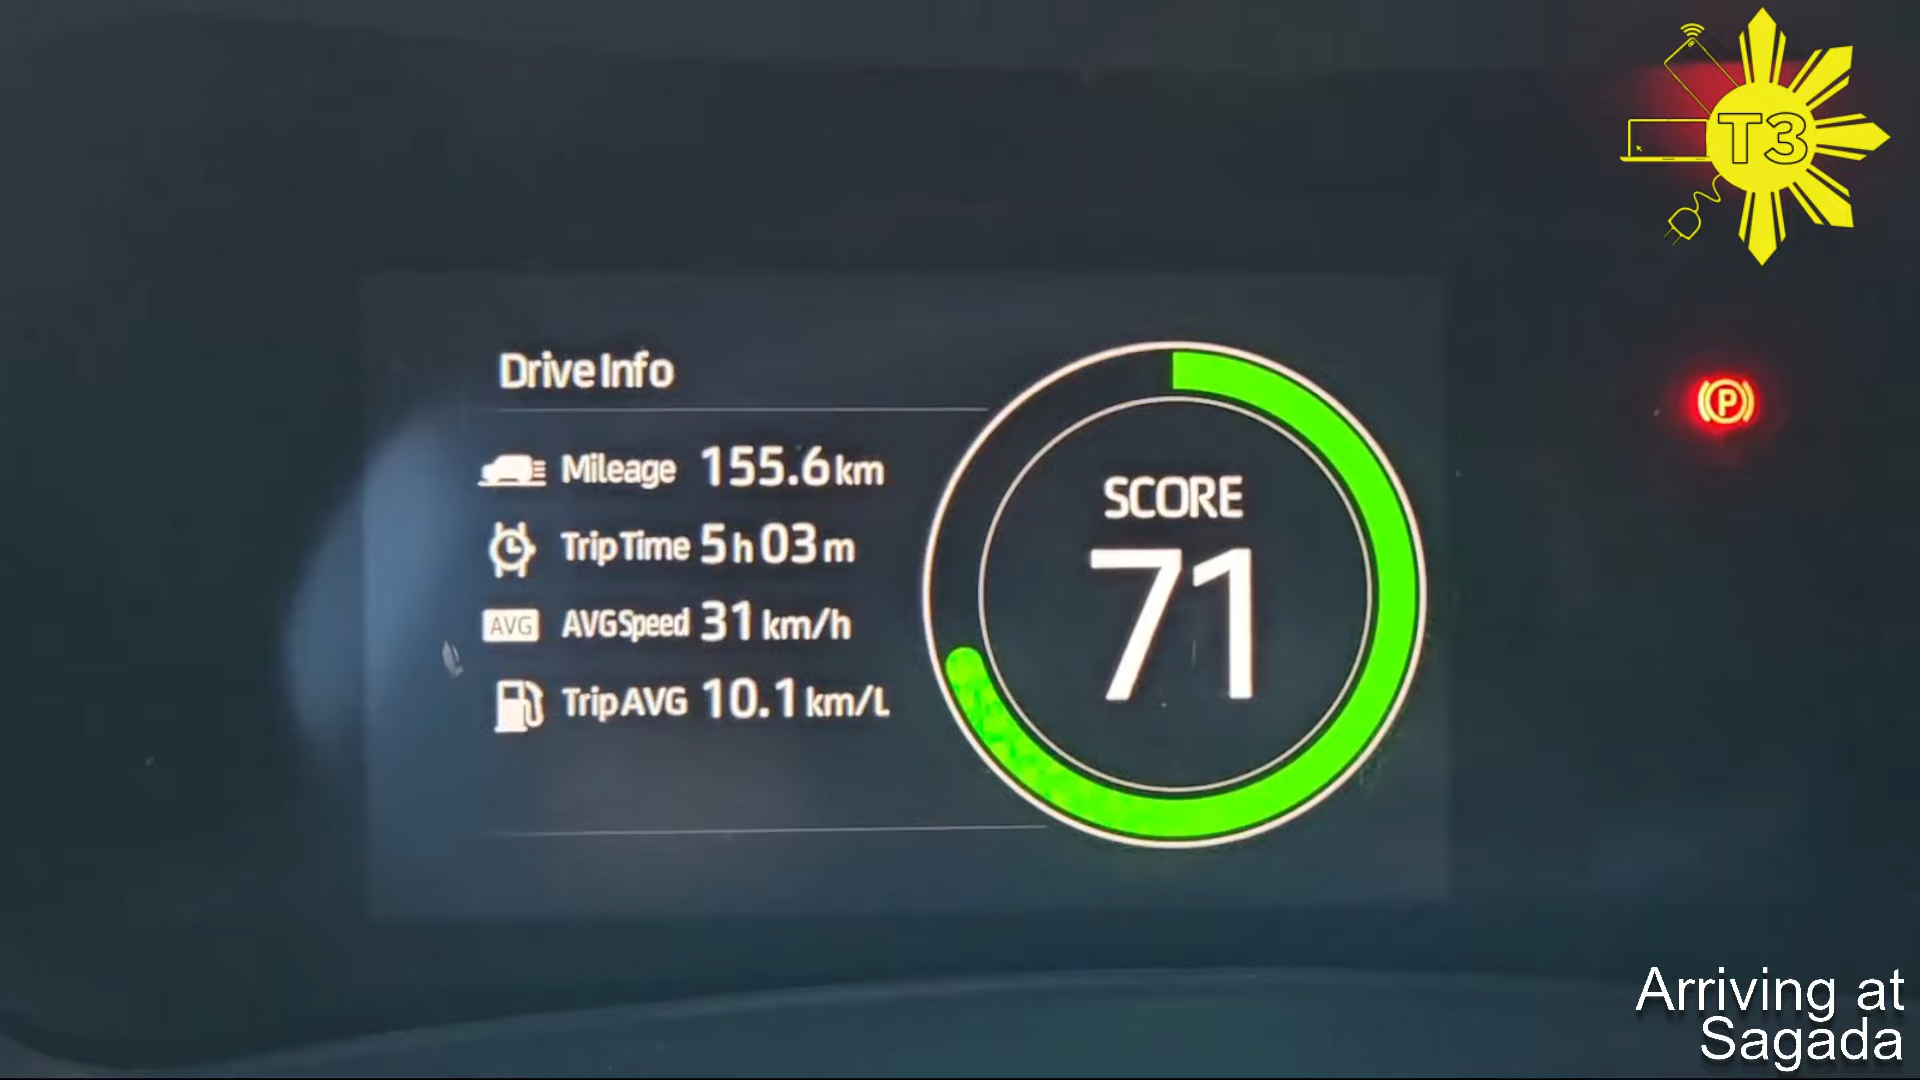 T3
Drive Info
Mileage 155.6 km
Trip Time 5 h 03 m
AVG AVG Speed 31 km/h
Trip AVG 10.1 km/L
SCORE
71
P
Arriving at
Sagada